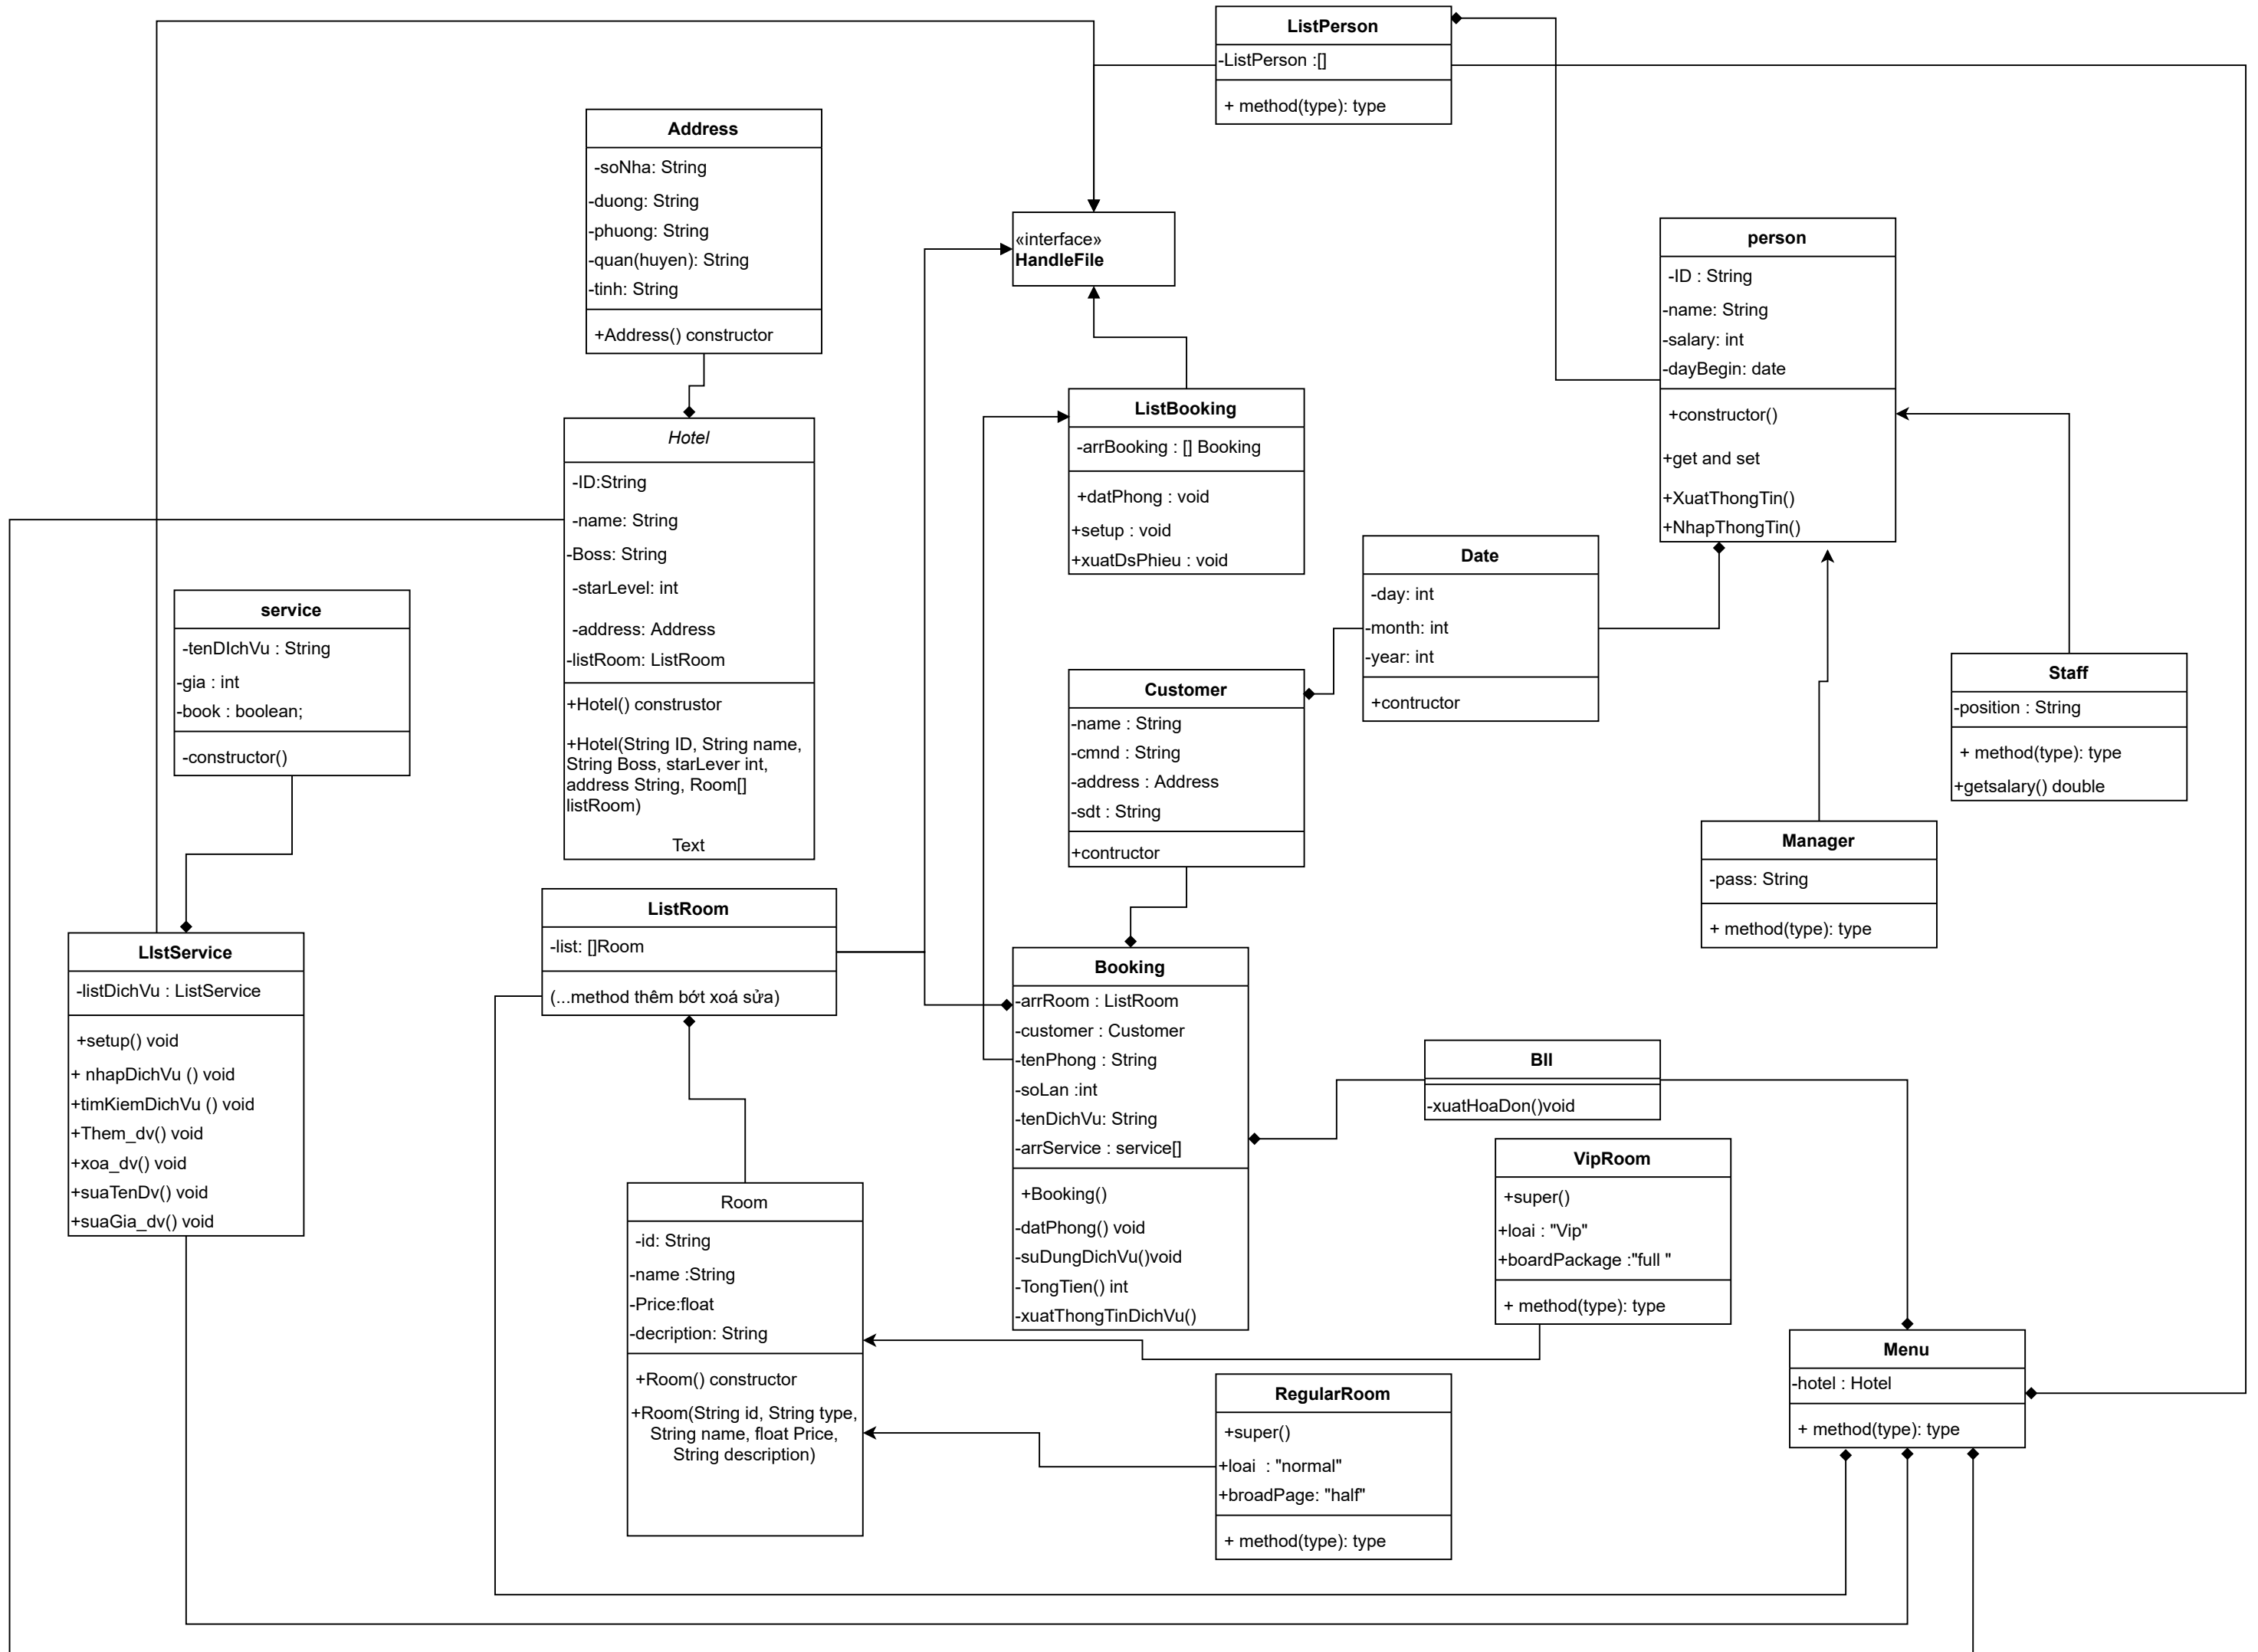 ListPerson
-ListPerson :[]
+ method(type): type
Address
-soNha: String
-duong: String
-phuong: String
-quan(huyen): String
-tinh: String
+Address() constructor
«interface»
HandleFile
person
-ID : String
-name: String
-salary: int
-dayBegin: date
+constructor()
+get and set
+XuatThongTin()
+NhapThongTin()
ListBooking
-arrBooking : [] Booking
+datPhong : void
+setup : void
+xuatDsPhieu : void
Hotel
-ID:String
-name: String
-Boss: String
-starLevel: int
-address: Address
-listRoom: ListRoom
+Hotel() construstor
+Hotel(String ID, String name,
String Boss, starLever int,
address String, Room[]
listRoom)
Text
Date
-day: int
-month: int
-year: int
+contructor
service
-tenDIchVu : String
-gia : int
-book : boolean;
-constructor()
Customer
-name : String
-cmnd : String
-address : Address
-sdt : String
+contructor
Staff
-position : String
+ method(type): type
+getsalary() double
Manager
-pass: String
+ method(type): type
ListRoom
-list: []Room
(...method thêm bớt xoá sửa)
LIstService
-listDichVu : ListService
+setup() void
+ nhapDichVu () void
+timKiemDichVu () void
+Them_dv() void
+xoa_dv() void
+suaTenDv() void
+suaGia_dv() void
Booking
-arrRoom : ListRoom
-customer : Customer
-tenPhong : String
-soLan :int
-tenDichVu: String
-arrService : service[]
+Booking()
-datPhong() void
-suDungDichVu()void
-TongTien() int
-xuatThongTinDichVu()
BIl
-xuatHoaDon()void
VipRoom
+super()
+loai : "Vip"
+boardPackage :"full "
+ method(type): type
Room
-id: String
-name :String
-Price:float
-decription: String
+Room() constructor
+Room(String id, String type,
String name, float Price,
String description)
RegularRoom
+super()
+loai  : "normal"
+broadPage: "half"
+ method(type): type
Menu
-hotel : Hotel
+ method(type): type